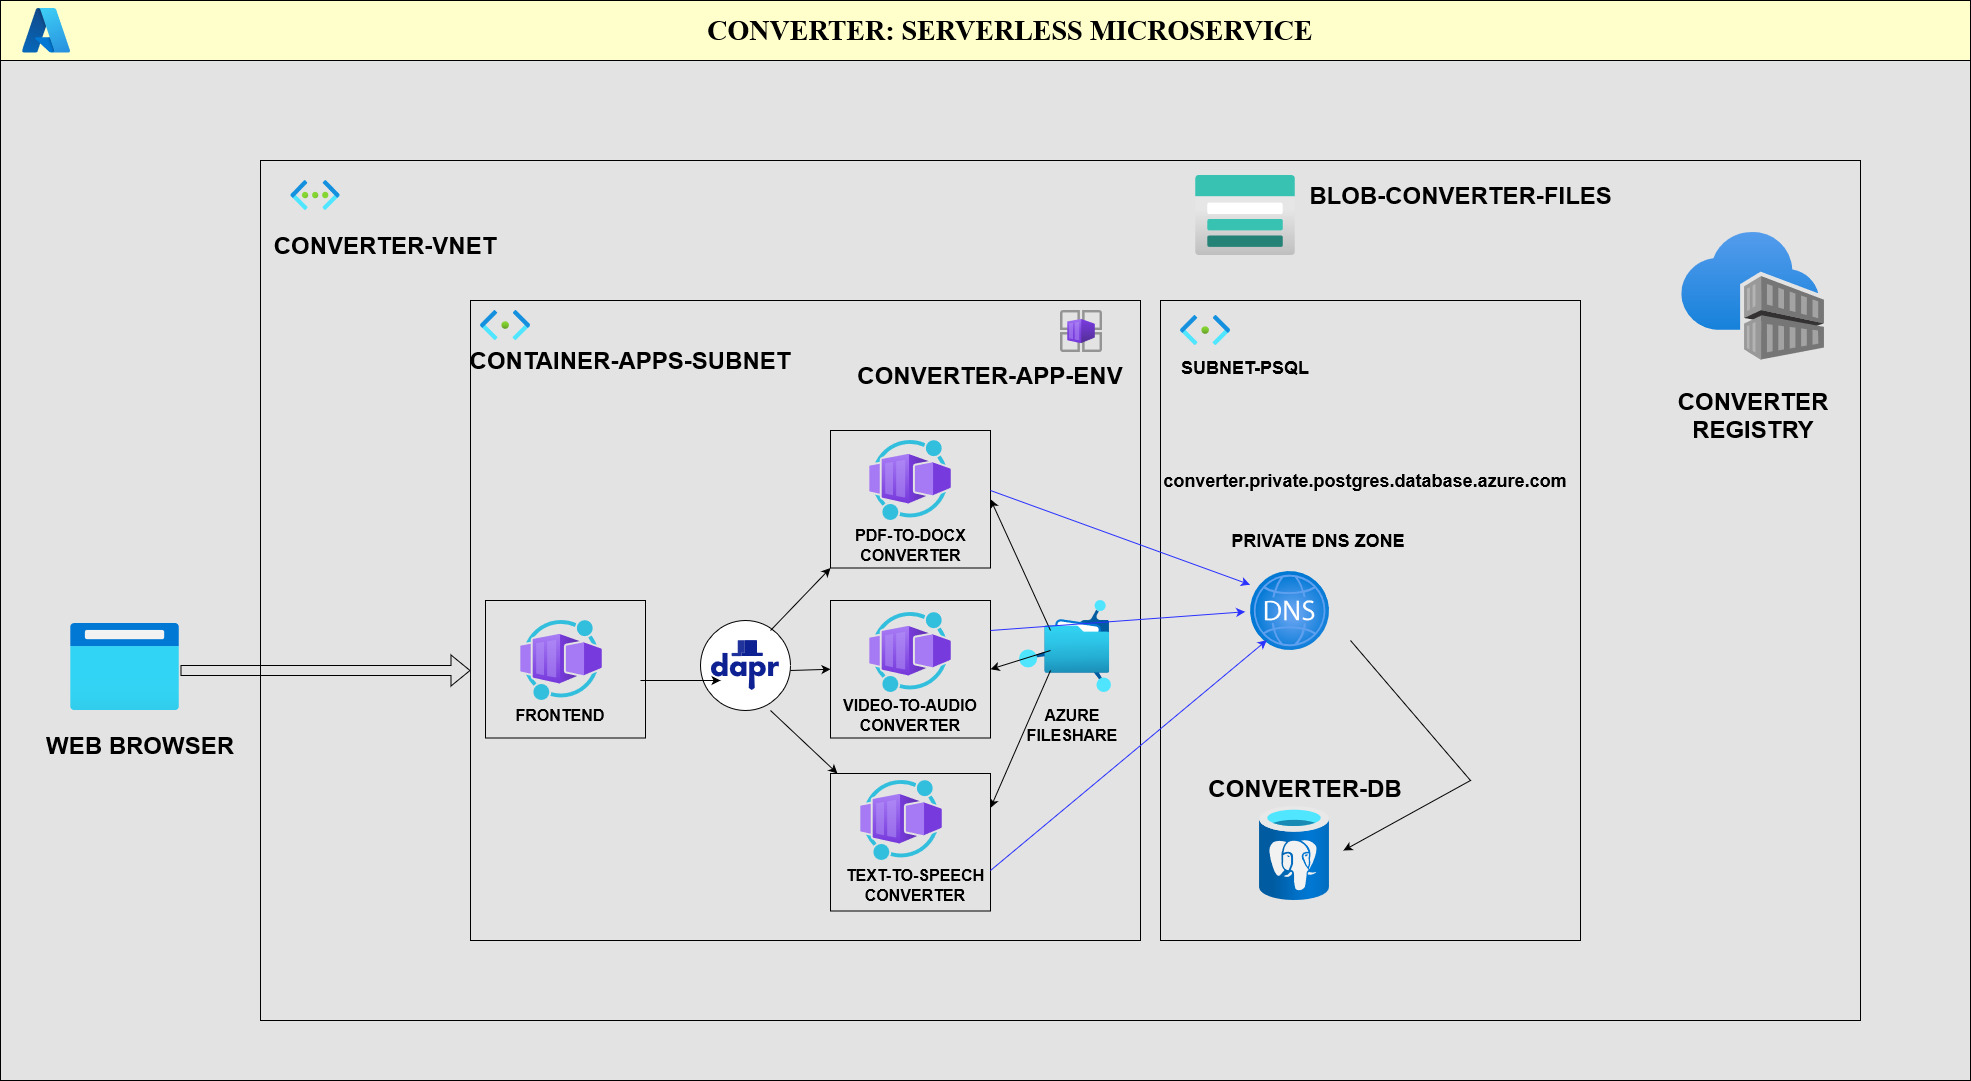 CONVERTER: SERVERLESS MICROSERVICE
BLOB-CONVERTER-FILES
CONVERTER-VNET
CONTAINER-APPS-SUBNET
CONVERTER-APP-ENV
SUBNET-PSQL
CONVERTER
REGISTRY
converter.private.postgres.database.azure.com
PRIVATE DNS ZONE
DNS
PDF-TO-DOCX
CONVERTER
FRONTEND
dapr
VIDEO-TO-AUDIO
CONVERTER
AZURE
FILESHARE
WEB BROWSER
CONVERTER-DB
TEXT-TO-SPEECH
CONVERTER